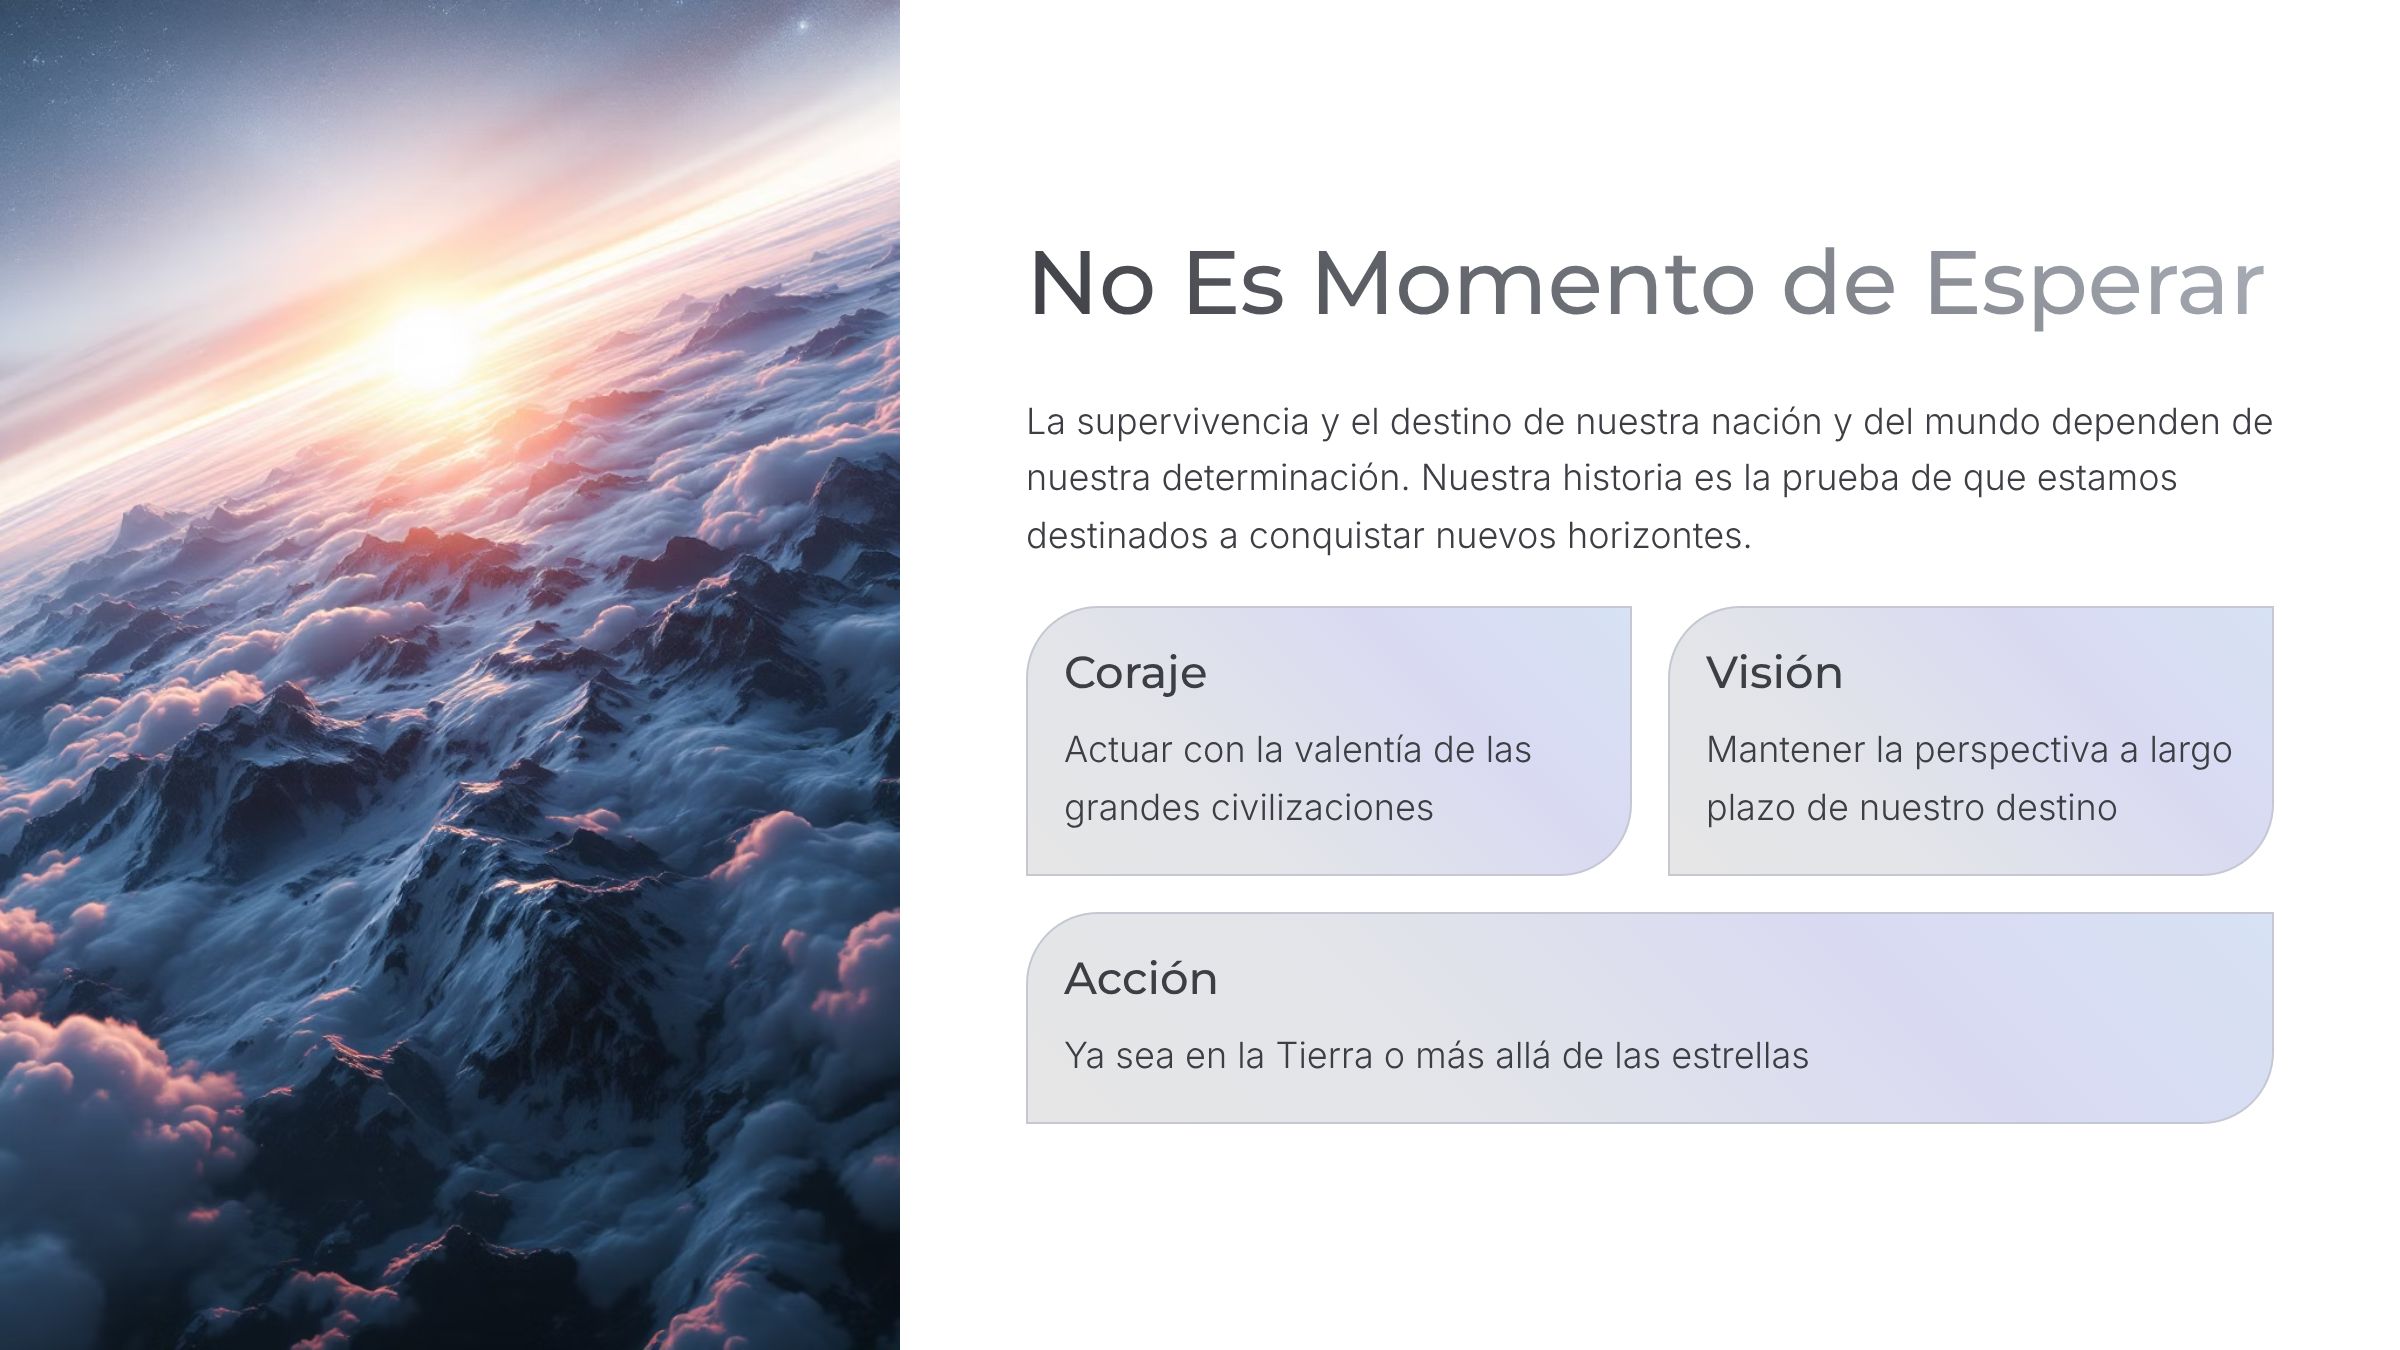 No Es Momento de Esperar
La supervivencia y el destino de nuestra nación y del mundo dependen de
nuestra determinación. Nuestra historia es la prueba de que estamos
destinados a conquistar nuevos horizontes.
Coraje
Actuar con la valentía de las
grandes civilizaciones
Visión
Mantener la perspectiva a largo
plazo de nuestro destino
Acción
Ya sea en la Tierra o más allá de las estrellas